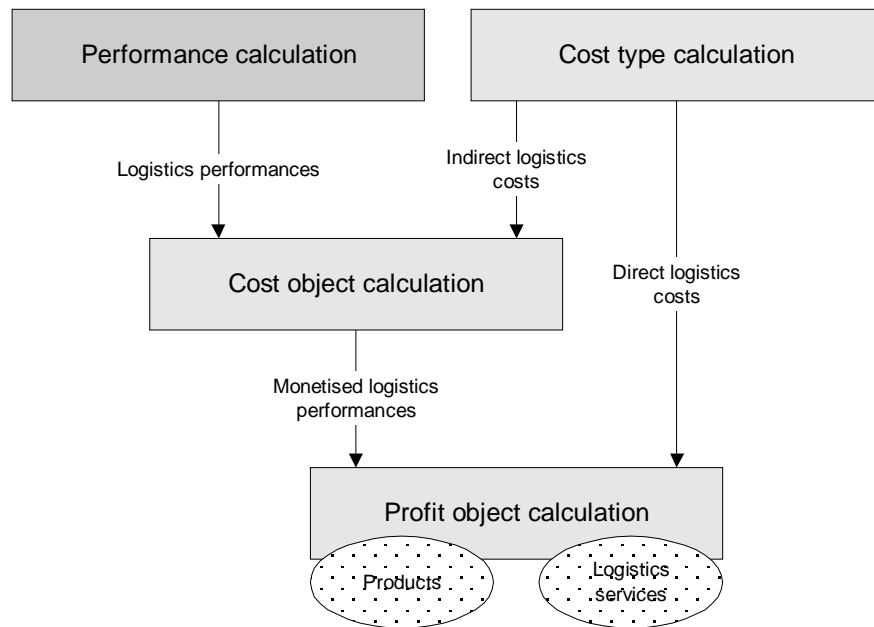 Performance calculation
Cost type calculation
Logistics performances
Indirect logistics
costs
Cost object calculation
Direct logistics
costs
Monetised logistics
performances
Profit object calculation
Products
Logistics
services